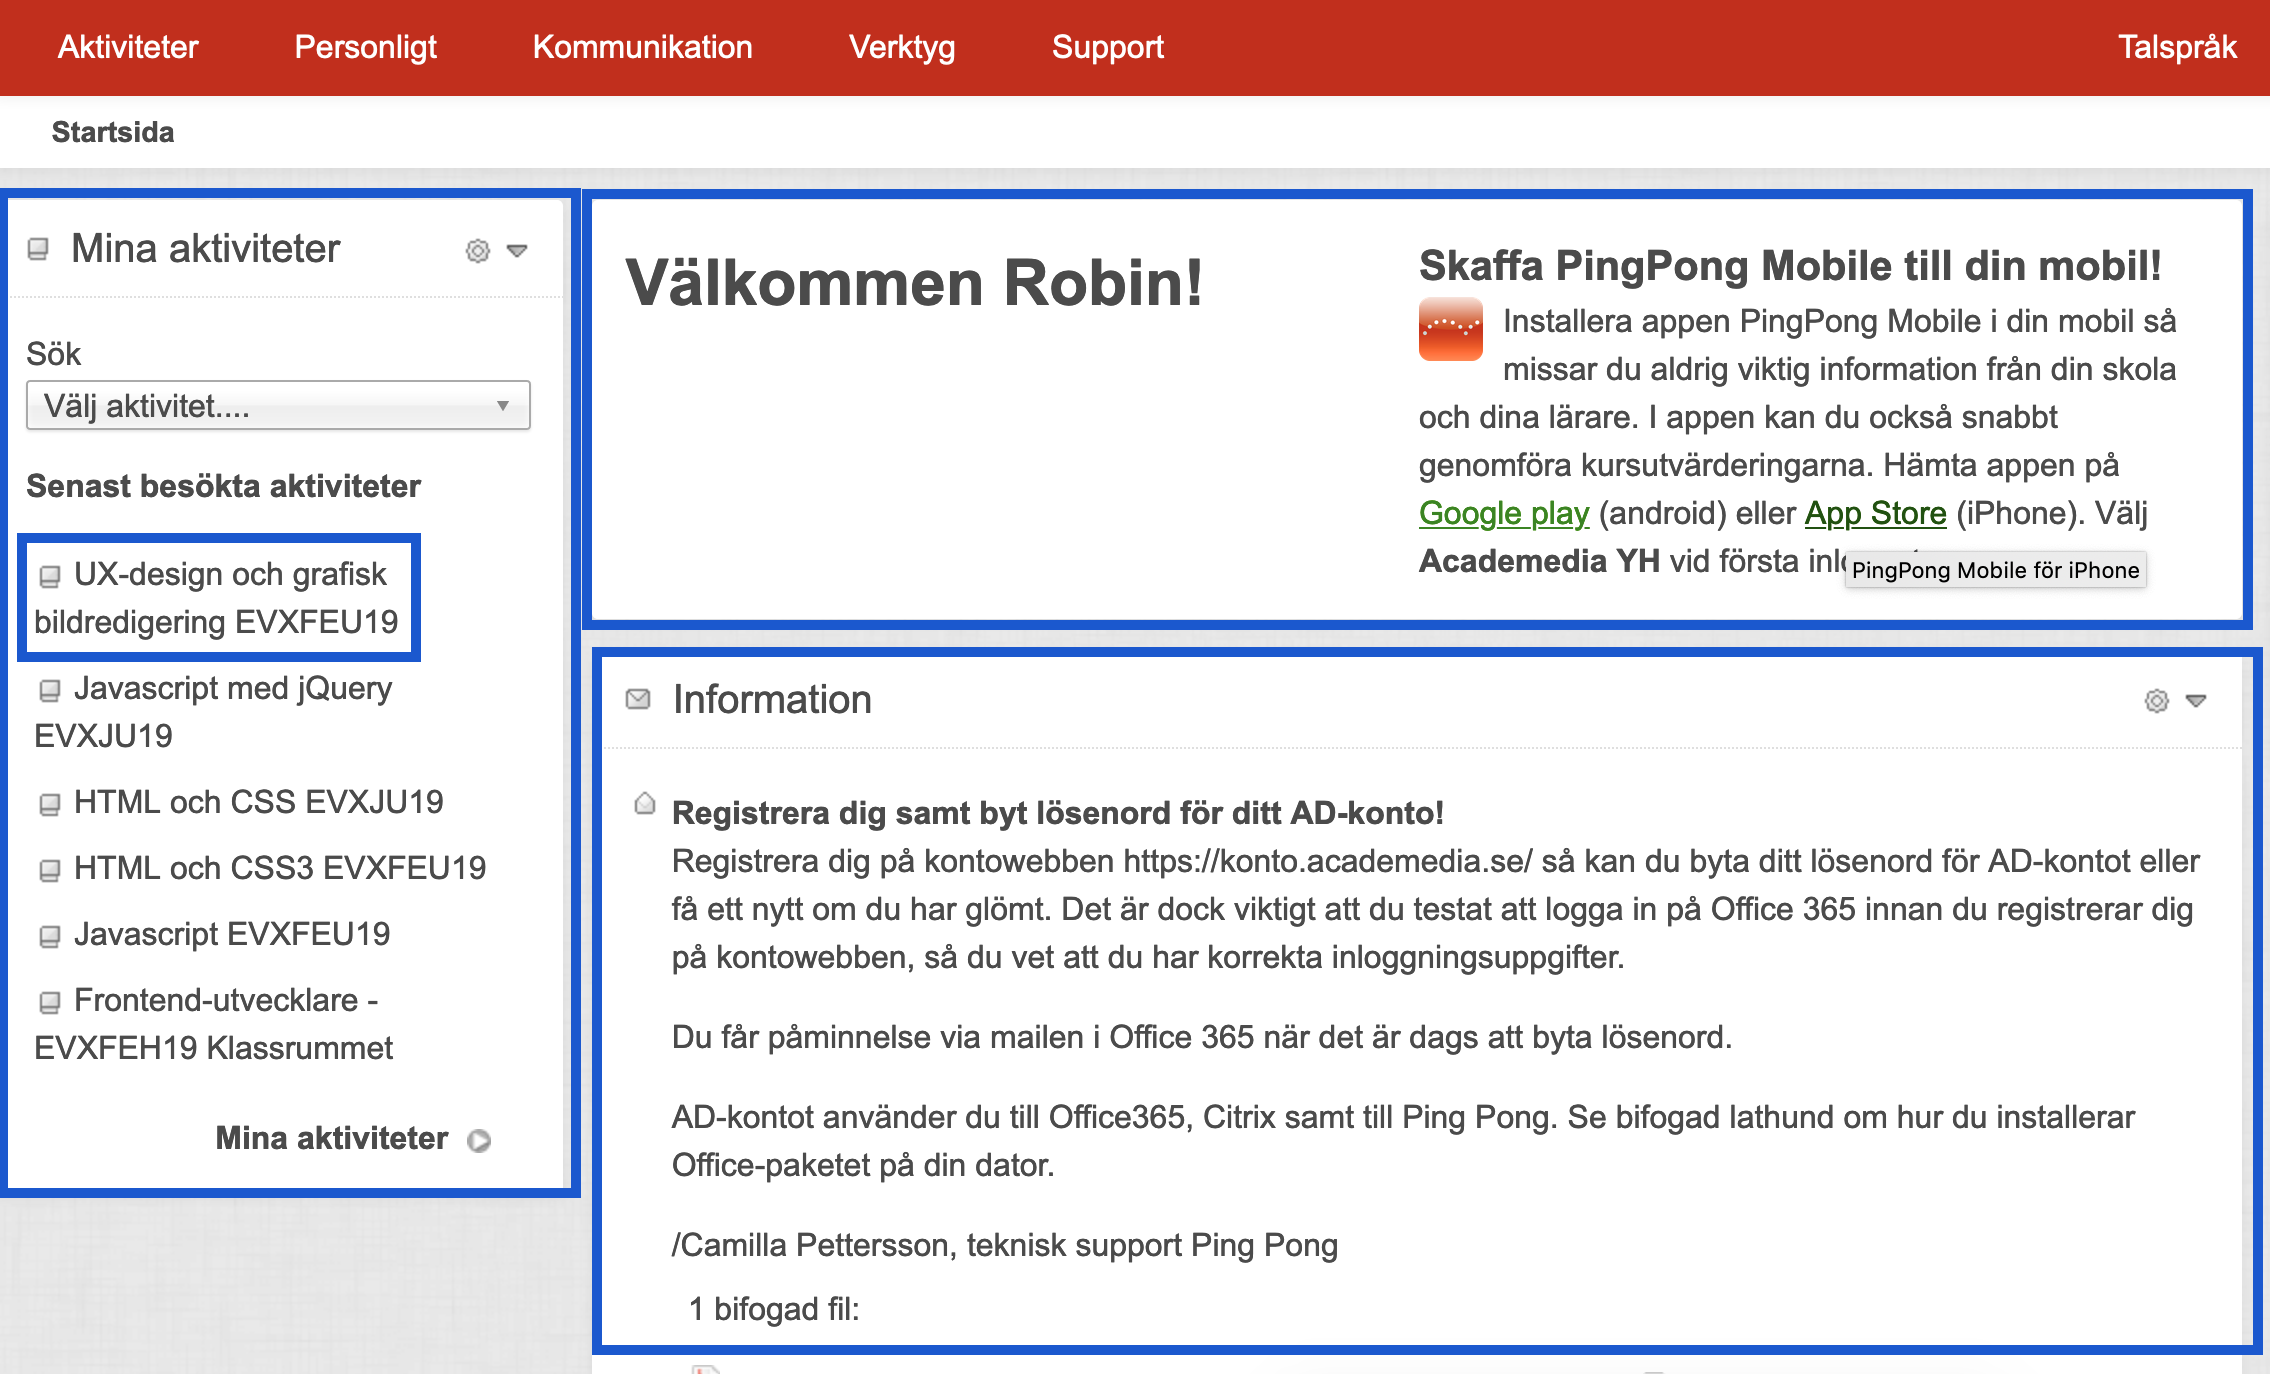 Aktiviteter Personligt Kommunikation Verktyg Support Talspråk
Startsida
Mina aktiviteter
Sök
Välj aktivitet....
Senast besökta aktiviteter
UX-design och grafisk
bildredigering EVXFEU19
Javascript med jQuery
EVXJU19
HTML och CSS EVXJU19
HTML och CSS3 EVXFEU19
Javascript EVXFEU19
Frontend-utvecklare -
EVXFEH19 Klassrummet
Mina aktiviteter
Välkommen Robin!
Skaffa PingPong Mobile till din mobil!
Installera appen PingPong Mobile i din mobil så
missar du aldrig viktig information från din skola
och dina lärare. I appen kan du också snabbt
genomföra kursutvärderingarna. Hämta appen på
Google play (android) eller App Store (iPhone). Välj
Academedia YH vid första
PingPong Mobile för iPhone
Information
Registrera dig samt byt lösenord för ditt AD-konto!
Registrera dig på kontowebben https://konto.academedia.se/ så kan du byta ditt lösenord för AD-kontot eller
få ett nytt om du har glömt. Det är dock viktigt att du testat att logga in på Office 365 innan du registrerar dig
på kontowebben, så du vet att du har korrekta inloggningsuppgifter.
Du får påminnelse via mailen i Office 365 när det är dags att byta lösenord.
AD-kontot använder du till Office365, Citrix samt till Ping Pong. Se bifogad lathund om hur du installerar
Office-paketet på din dator.
/Camilla Pettersson, teknisk support Ping Pong
1 bifogad fil: